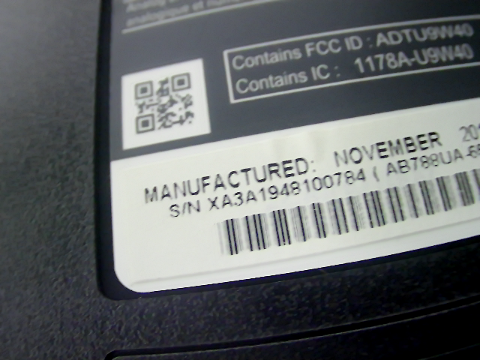 Contains FCC ID : ADTU9W40
Contains IC : 1178A-U9W40
MANUFACTURED: NOVEMBER
S/N XA3A1948100784 ( AB788UA-